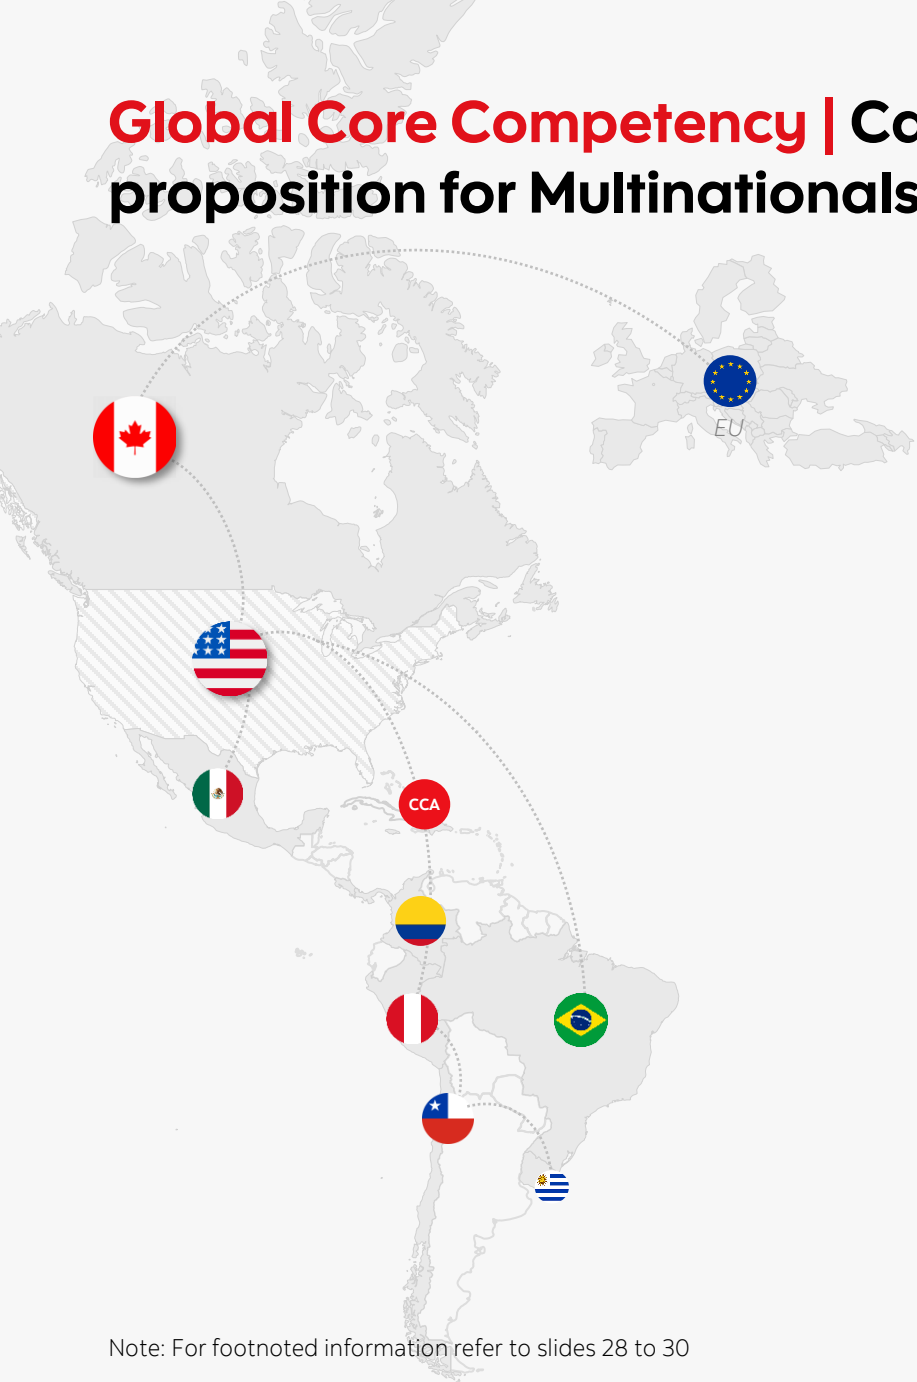 Global Core Competency | Co
proposition for Multinationals
EU
CCA
Note: For footnoted information refer to slides 28 to 30